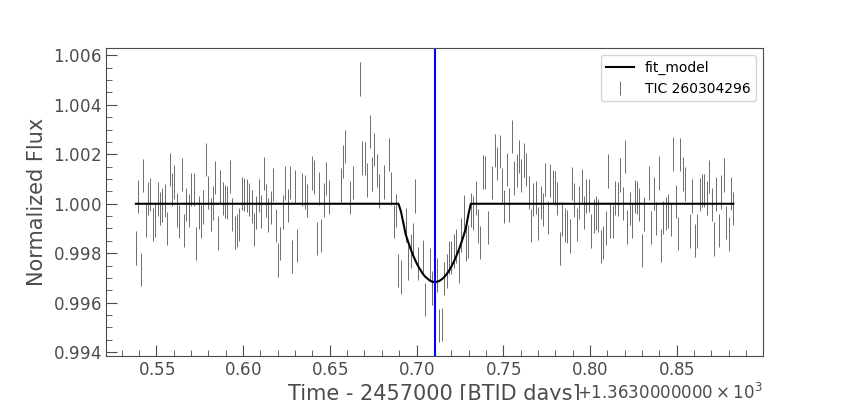 1.006
1.004
1.002
1.000
0.998
0.996
0.994
Normalized Flux
fit_model
TIC 260304296
0.55 0.60 0.65 0.70 0.75 0.80 0.85
Time - 2457000 [BTJD days]
+1.3630000000 × 10³